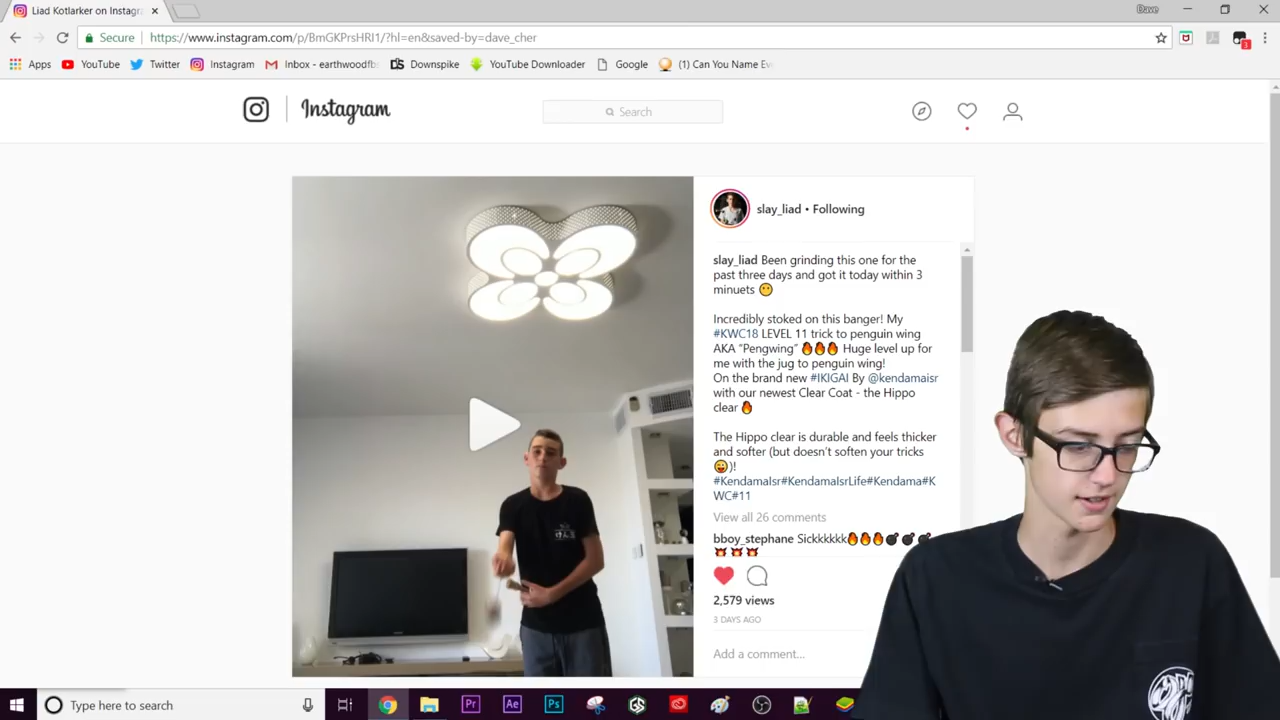 Liad Kotlarker on Instagr
Dave
Secure https://www.instagram.com/p/BmGKPrsHRI1/?hl=en&saved-by=dave_cher
3
Apps YouTube Twitter Instagram Inbox - earthwoodfb Downspike YouTube Downloader Google (1) Can You Name Ev
Instagram Search
slay_liad • Following
slay_liad Been grinding this one for the
past three days and got it today within 3
minuets
Incredibly stoked on this banger! My
#KWC18 LEVEL 11 trick to penguin wing
AKA "Pengwing" Huge level up for
me with the jug to penguin wing!
On the brand new #IKIGAI By @kendamaisr
with our newest Clear Coat - the Hippo
clear
The Hippo clear is durable and feels thicker
and softer (but doesn't soften your tricks
)!
#KendamaIsr#KendamaIsrLife#Kendama#K
WC#11
View all 26 comments
bboy_stephane Sickkkkkk
2,579 views
3 DAYS AGO
Add a comment...
Type here to search
Pr Ae Ps